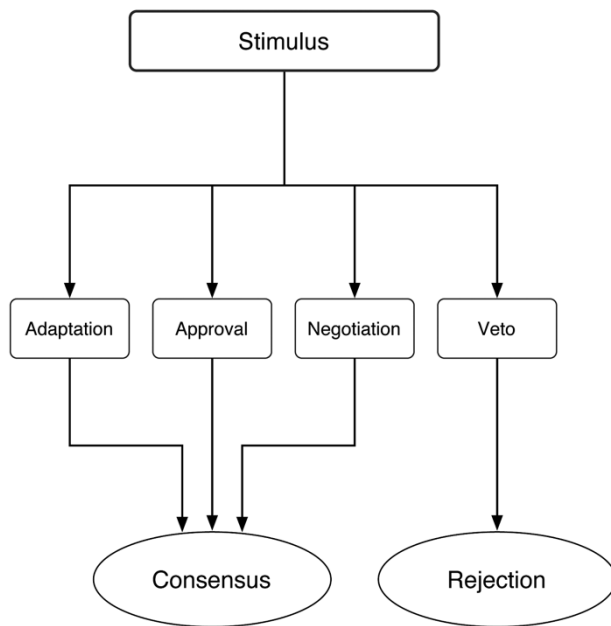 Stimulus
Adaptation
Approval
Negotiation
Veto
Consensus
Rejection